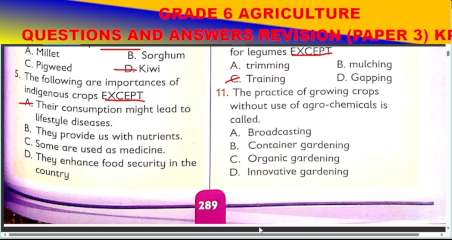 GRADE 6 AGRICULTURE
QUESTIONS AND ANSWERS REVISION (PAPER 3) KP
A. Millet
B. Sorghum
C. Pigweed
D. Kiwi
5. The following are importances of
indigenous crops EXCEPT
A. Their consumption might lead to
lifestyle diseases.
B. They provide us with nutrients.
C. Some are used as medicine.
D. They enhance food security in the
country
for legumes EXCEPT
A. trimming
B. mulching
C. Training
D. Gapping
11. The practice of growing crops
without use of agro-chemicals is
called.
A. Broadcasting
B. Container gardening
C. Organic gardening
D. Innovative gardening
289